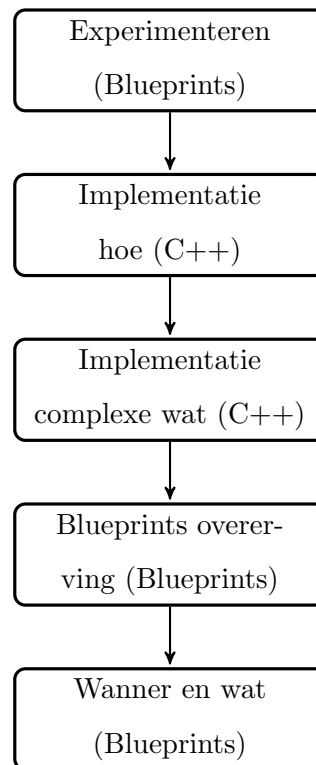 Experimenteren
(Blueprints)
Implementatie
hoe (C++)
Implementatie
complexe wat (C++)
Blueprints overer-
ving (Blueprints)
Wanner en wat
(Blueprints)